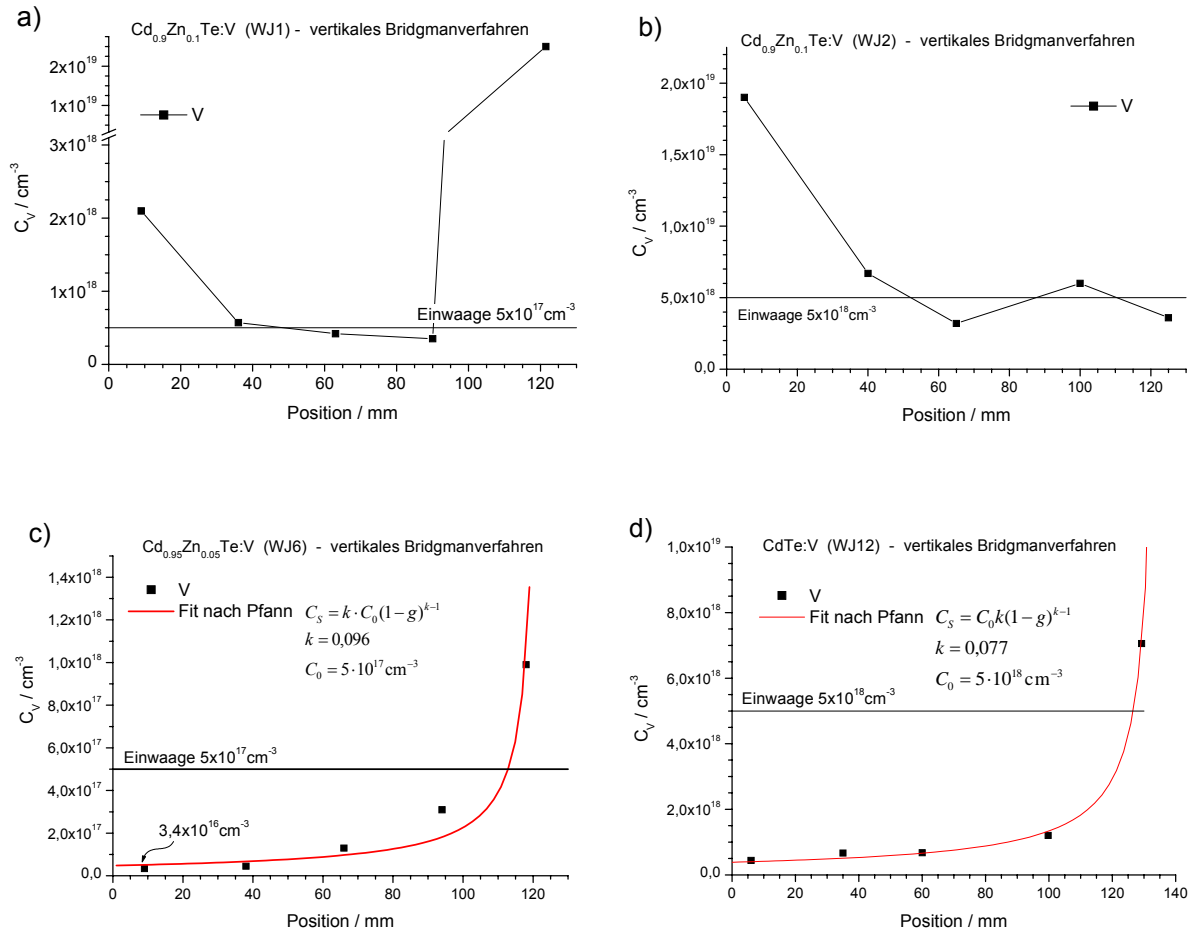 a)
Cd0.9Zn0.1Te:V (WJ1) - vertikales Bridgmanverfahren
2x10^19
1x10^19
V
3x10^18
2x10^18
1x10^18
0
C_V / cm^-3
Einwaage 5x10^17cm^-3
0 20 40 60 80 100 120
Position / mm
b)
Cd0.9Zn0.1Te:V (WJ2) - vertikales Bridgmanverfahren
2,0x10^19
V
1,5x10^19
1,0x10^19
5,0x10^18
0,0
C_V / cm^-3
Einwaage 5x10^18cm^-3
0 20 40 60 80 100 120
Position / mm
c)
Cd0.95Zn0.05Te:V (WJ6) - vertikales Bridgmanverfahren
1,4x10^18
1,2x10^18
1,0x10^18
8,0x10^17
6,0x10^17
4,0x10^17
2,0x10^17
0,0
C_V / cm^-3
V
Fit nach Pfann C_S = k · C_0(1 − g)^k−1
k = 0,096
C_0 = 5·10^17 cm^−3
Einwaage 5x10^17cm^-3
3,4x10^16cm^-3
0 20 40 60 80 100 120
Position / mm
d)
CdTe:V (WJ12) - vertikales Bridgmanverfahren
1,0x10^19
8,0x10^18
6,0x10^18
4,0x10^18
2,0x10^18
0,0
C_V / cm^-3
V
Fit nach Pfann C_S = C_0k(1 − g)^k−1
k = 0,077
C_0 = 5·10^18 cm^−3
Einwaage 5x10^18cm^-3
0 20 40 60 80 100 120 140
Position / mm